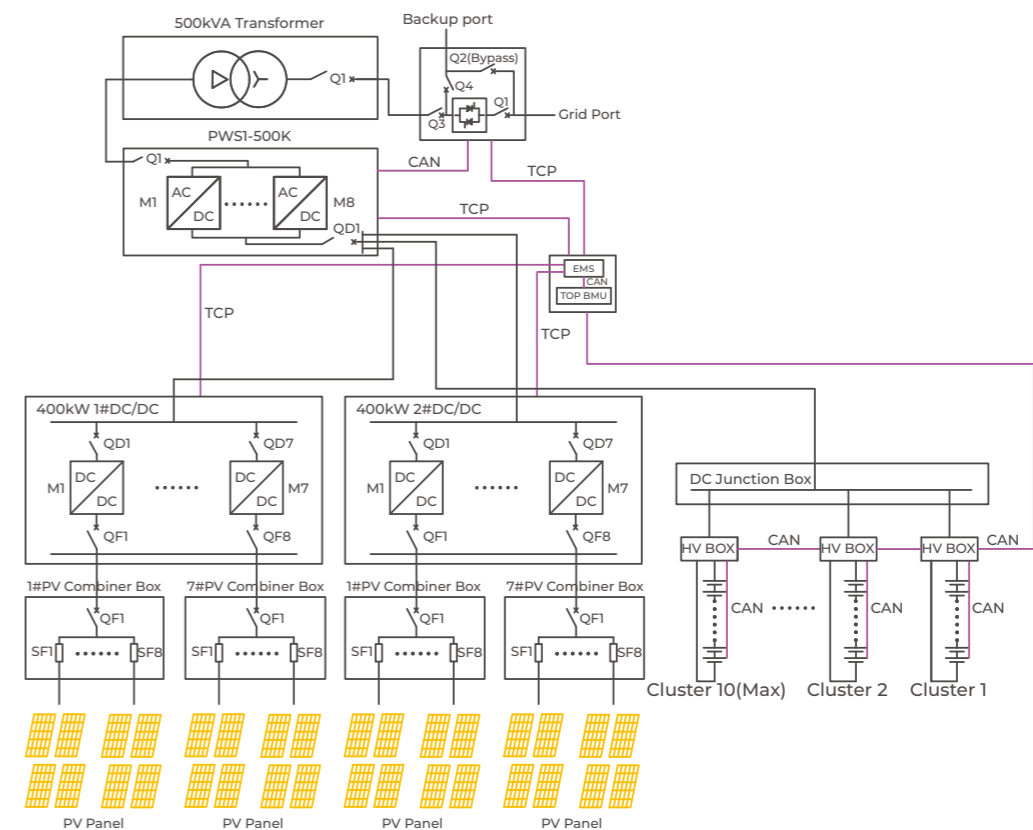 Backup port
500kVA Transformer
Q2(Bypass)
Q1
Q4
Q1
Q3
Grid Port
PWS1-500K
CAN
TCP
Q1
M1
AC
DC
AC
DC
M8
QD1
TCP
EMS
CAN
TOP BMU
TCP
TCP
400kW 1#DC/DC
QD1
QD7
M1
DC
DC
DC
DC
M7
QF1
QF8
400kW 2#DC/DC
QD1
QD7
M1
DC
DC
DC
DC
M7
QF1
QF8
DC Junction Box
HV BOX
CAN
HV BOX
HV BOX
CAN
CAN
CAN
CAN
Cluster 10(Max)
Cluster 2
Cluster 1
1#PV Combiner Box
QF1
SF1
SF8
7#PV Combiner Box
QF1
SF1
SF8
1#PV Combiner Box
QF1
SF1
SF8
7#PV Combiner Box
QF1
SF1
SF8
PV Panel
PV Panel
PV Panel
PV Panel